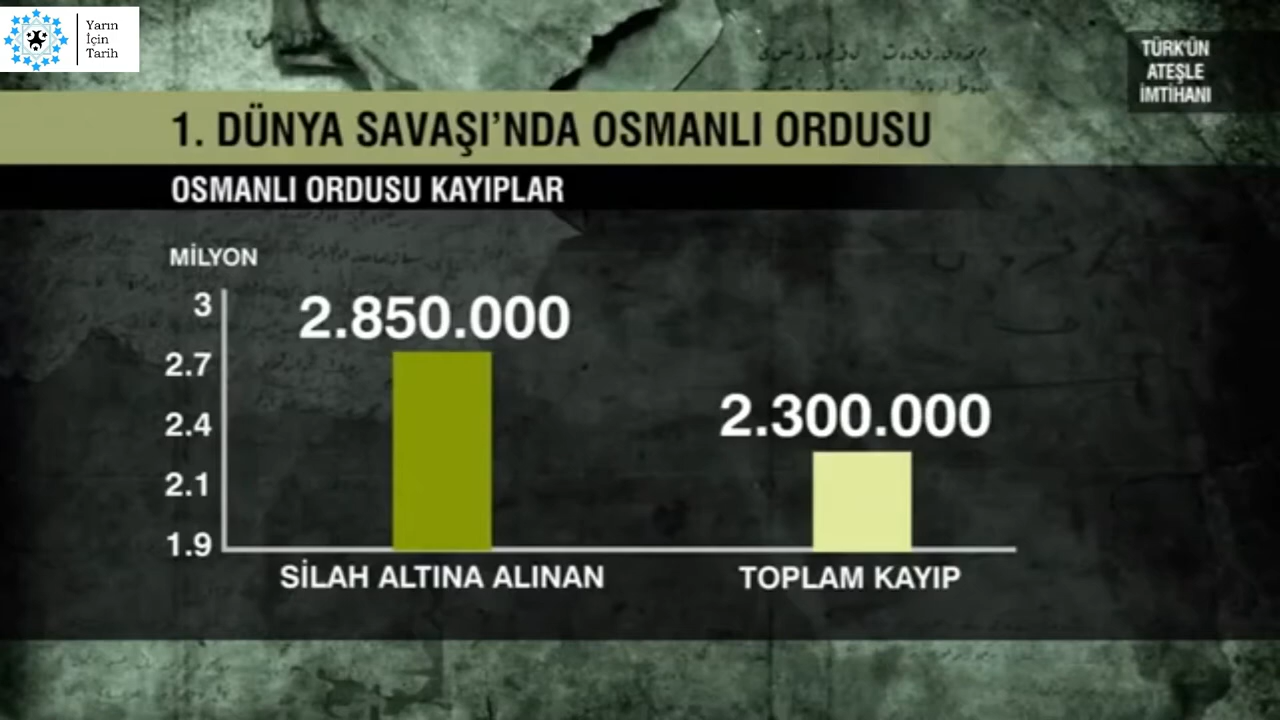 Yarın
İçin
Tarih
TÜRK'ÜN
ATEŞLE
İMTİHANI
1. DÜNYA SAVAŞI'NDA OSMANLI ORDUSU
OSMANLI ORDUSU KAYIPLAR
MİLYON
3
2.850.000
2.7
2.4
2.300.000
2.1
1.9
SİLAH ALTINA ALINAN
TOPLAM KAYIP